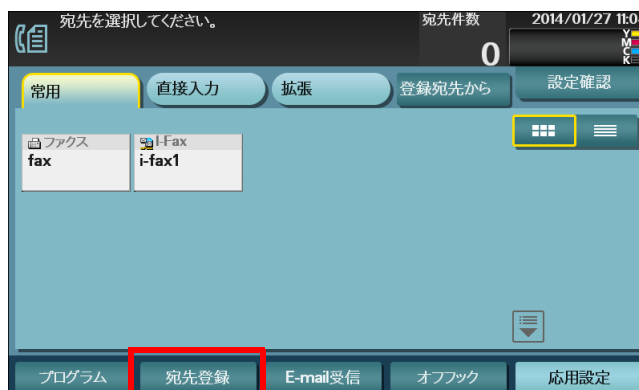 宛先を選択してください。
宛先件数
2014/01/27 11:0
0
Y
M
C
K
常用
直接入力
拡張
登録宛先から
設定確認
ファクス
fax
I-Fax
i-fax1
プログラム
宛先登録
E-mail受信
オフフック
応用設定